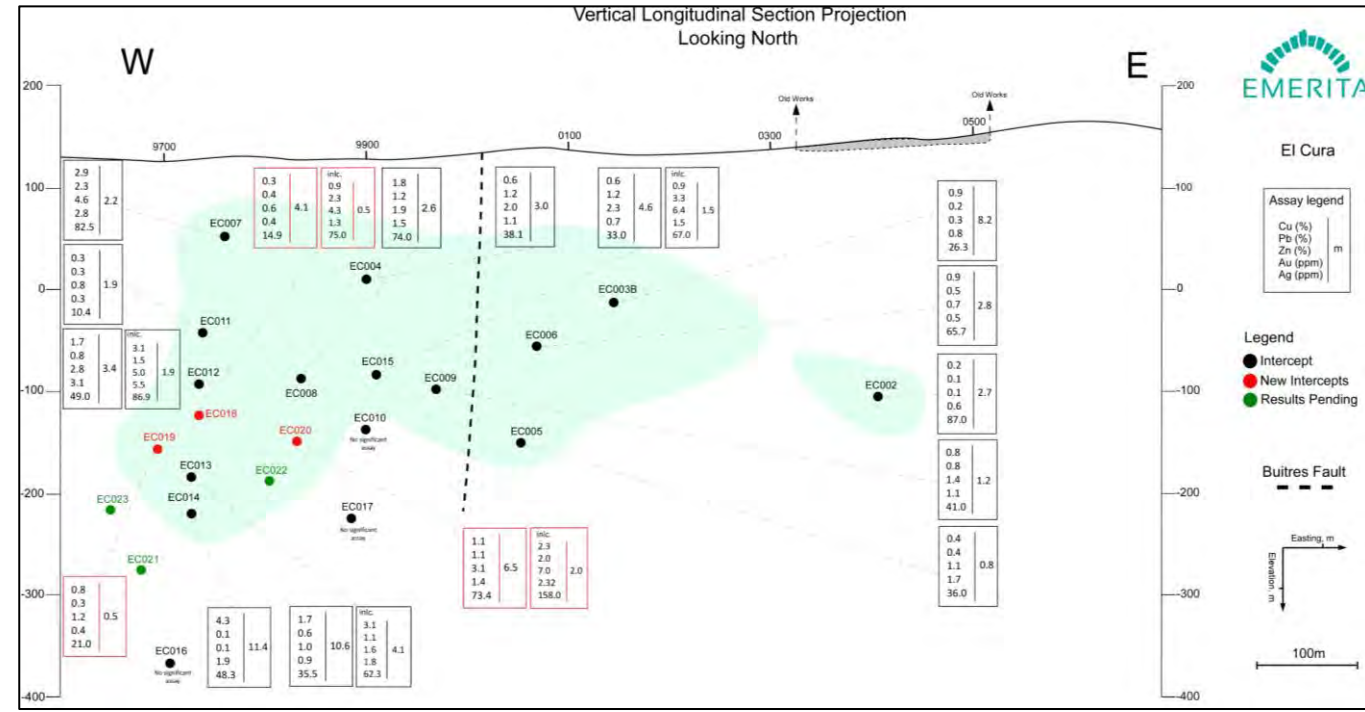 Vertical Longitudinal Section Projection
Looking North
W
E
EMERITA
El Cura
200
100
0
-100
-200
-300
-400
200
100
0
-100
-200
-300
-400
Old Works
Old Works
9700
9900
0100
0300
0500
2.9
2.3
4.6
2.8
82.5
2.2
0.3
0.3
0.8
0.3
10.4
1.9
1.7
0.8
2.8
3.1
49.0
3.4
inlc.
3.1
1.5
5.0
5.5
86.9
1.9
0.3
0.4
0.6
0.4
14.9
4.1
inlc.
0.9
2.3
4.3
1.3
75.0
0.5
1.8
1.2
1.9
1.5
74.0
2.6
0.6
1.2
2.0
1.1
38.1
3.0
0.6
1.2
2.3
0.7
33.0
4.6
inlc.
0.9
3.3
6.4
1.5
67.0
1.5
0.9
0.2
0.3
0.8
26.3
8.2
0.9
0.5
0.7
0.5
65.7
2.8
0.2
0.1
0.1
0.6
87.0
2.7
0.8
0.8
1.4
1.1
41.0
1.2
0.4
0.4
1.1
1.7
36.0
0.8
EC007
EC004
EC003B
EC011
EC006
EC012
EC008
EC015
EC009
EC002
EC018
EC010
No significant
assay
EC019
EC020
EC005
EC013
EC022
EC014
EC023
EC017
No significant
assay
EC021
EC016
No significant
assay
0.8
0.3
1.2
0.4
21.0
0.5
4.3
0.1
0.1
1.9
48.3
11.4
1.7
0.6
1.0
0.9
35.5
10.6
inlc.
3.1
1.1
1.6
1.8
62.3
4.1
1.1
1.1
3.1
1.4
73.4
6.5
inlc.
2.3
2.0
7.0
2.32
158.0
2.0
Assay legend
Cu (%)
Pb (%)
Zn (%)
Au (ppm)
Ag (ppm)
m
Legend
Intercept
New Intercepts
Results Pending
Buitres Fault
Easting, m
Elevation, m
100m